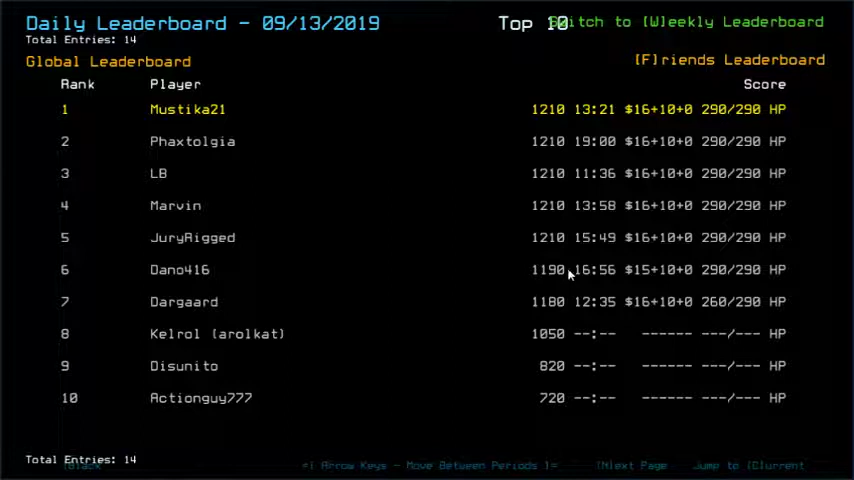 Daily Leaderboard - 09/13/2019 Top 10 Switch to [W]eekly Leaderboard
Total Entries: 14
Global Leaderboard [F]riends Leaderboard
Rank Player Score
1 Mustika21 1210 13:21 $16+10+0 290/290 HP
2 Phaxtolgia 1210 19:00 $16+10+0 290/290 HP
3 LB 1210 11:36 $16+10+0 290/290 HP
4 Marvin 1210 13:58 $16+10+0 290/290 HP
5 JuryRigged 1210 15:49 $16+10+0 290/290 HP
6 Dano416 1190 16:56 $15+10+0 290/290 HP
7 Dargaard 1180 12:35 $16+10+0 260/290 HP
8 Kelrol (arolkat) 1050 --:-- ------ ---/--- HP
9 Disunito 820 --:-- ------ ---/--- HP
10 Actionguy777 720 --:-- ------ ---/--- HP
Total Entries: 14
[B]ack =[ Arrow Keys - Move Between Periods ]= [N]ext Page Jump to [C]urrent